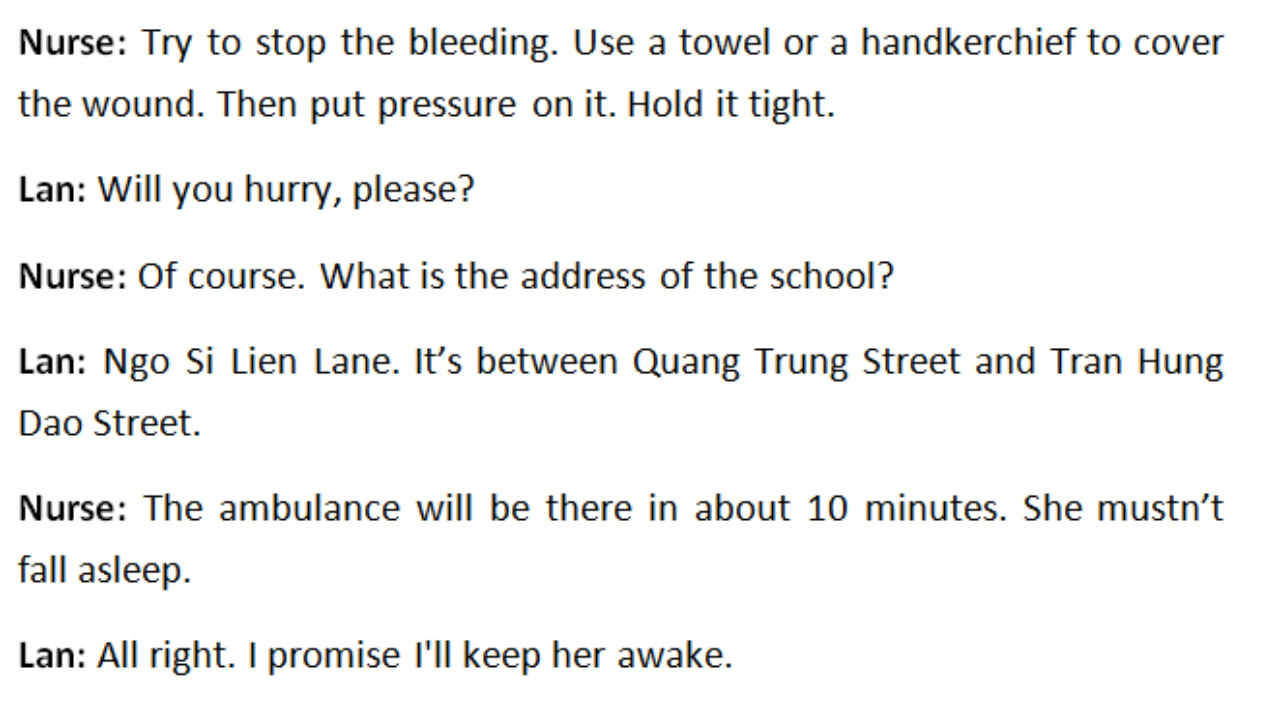 Nurse: Try to stop the bleeding. Use a towel or a handkerchief to cover
the wound. Then put pressure on it. Hold it tight.
Lan: Will you hurry, please?
Nurse: Of course. What is the address of the school?
Lan: Ngo Si Lien Lane. It’s between Quang Trung Street and Tran Hung
Dao Street.
Nurse: The ambulance will be there in about 10 minutes. She mustn’t
fall asleep.
Lan: All right. I promise I'll keep her awake.